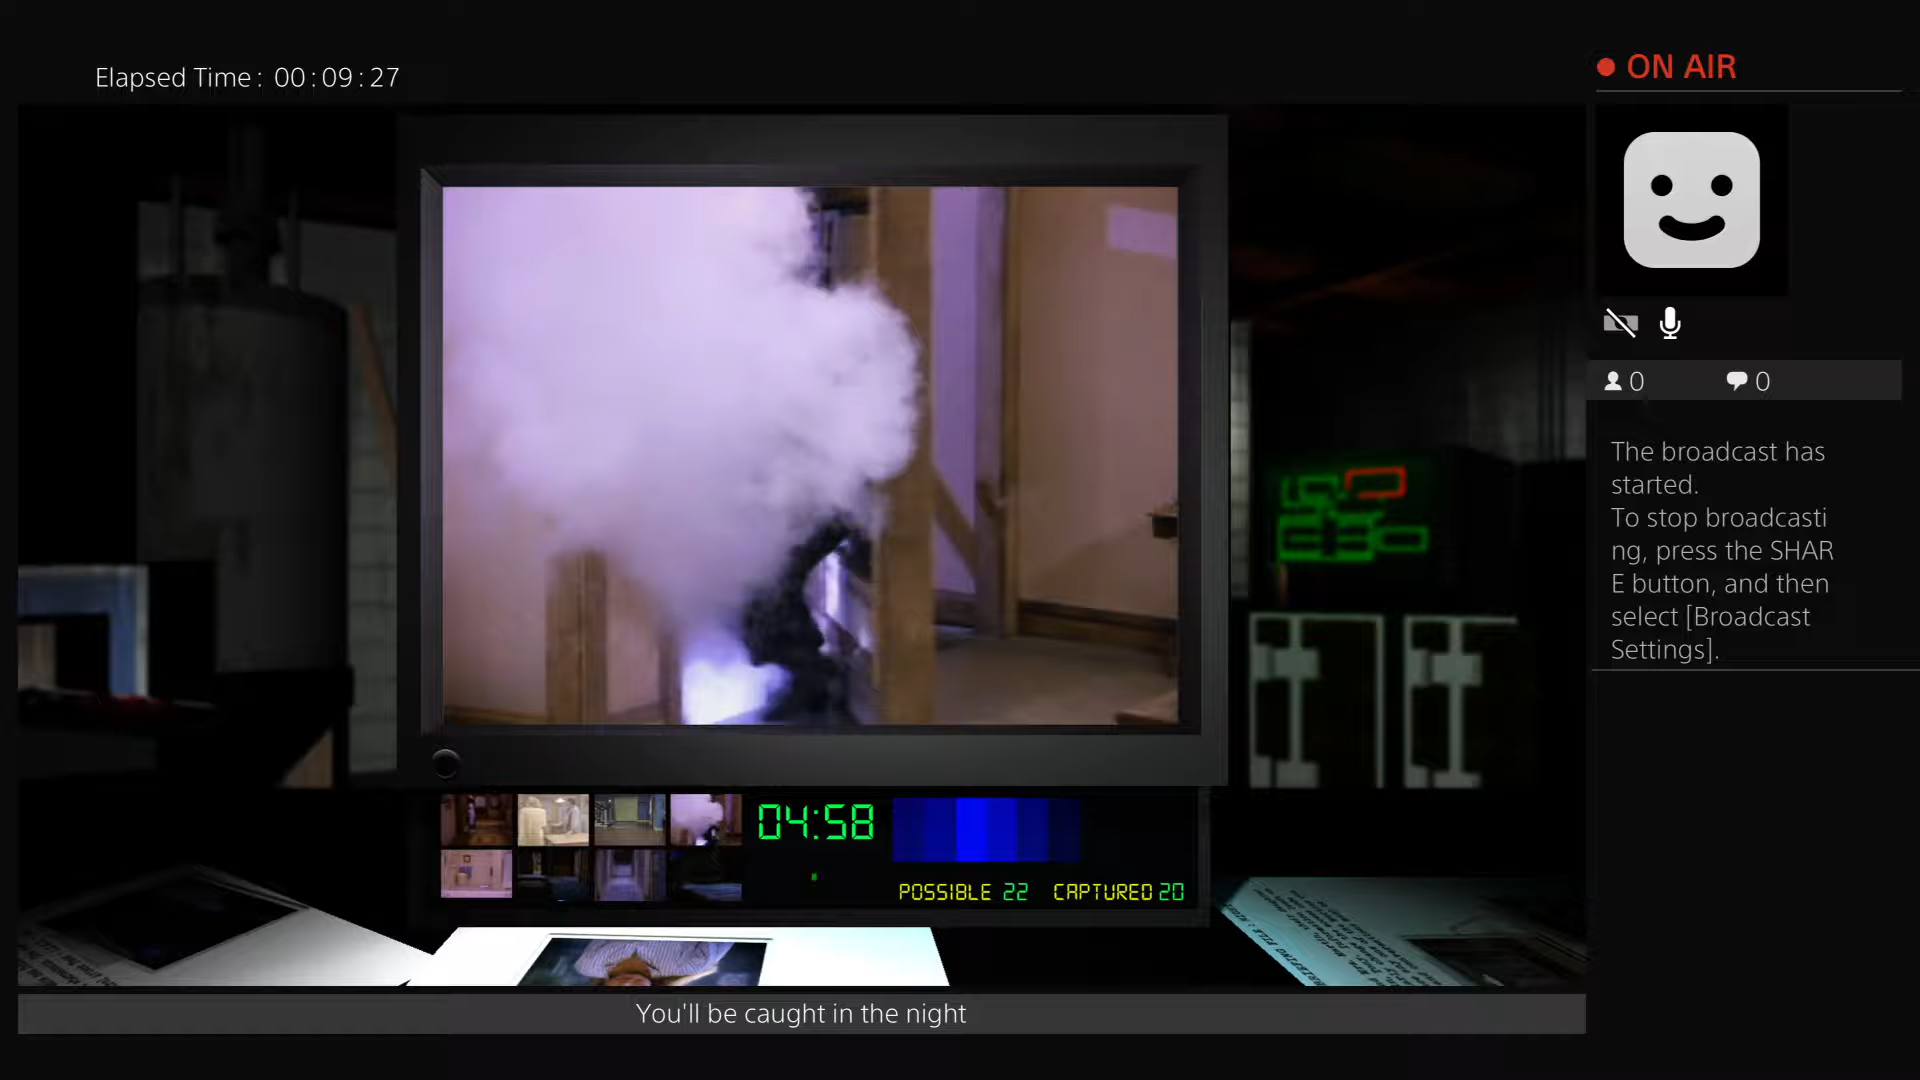 Elapsed Time: 00:09:27
ON AIR
0 0
The broadcast has
started.
To stop broadcasti
ng, press the SHAR
E button, and then
select [Broadcast
Settings].
04:58
POSSIBLE 22 CAPTURED 20
You'll be caught in the night